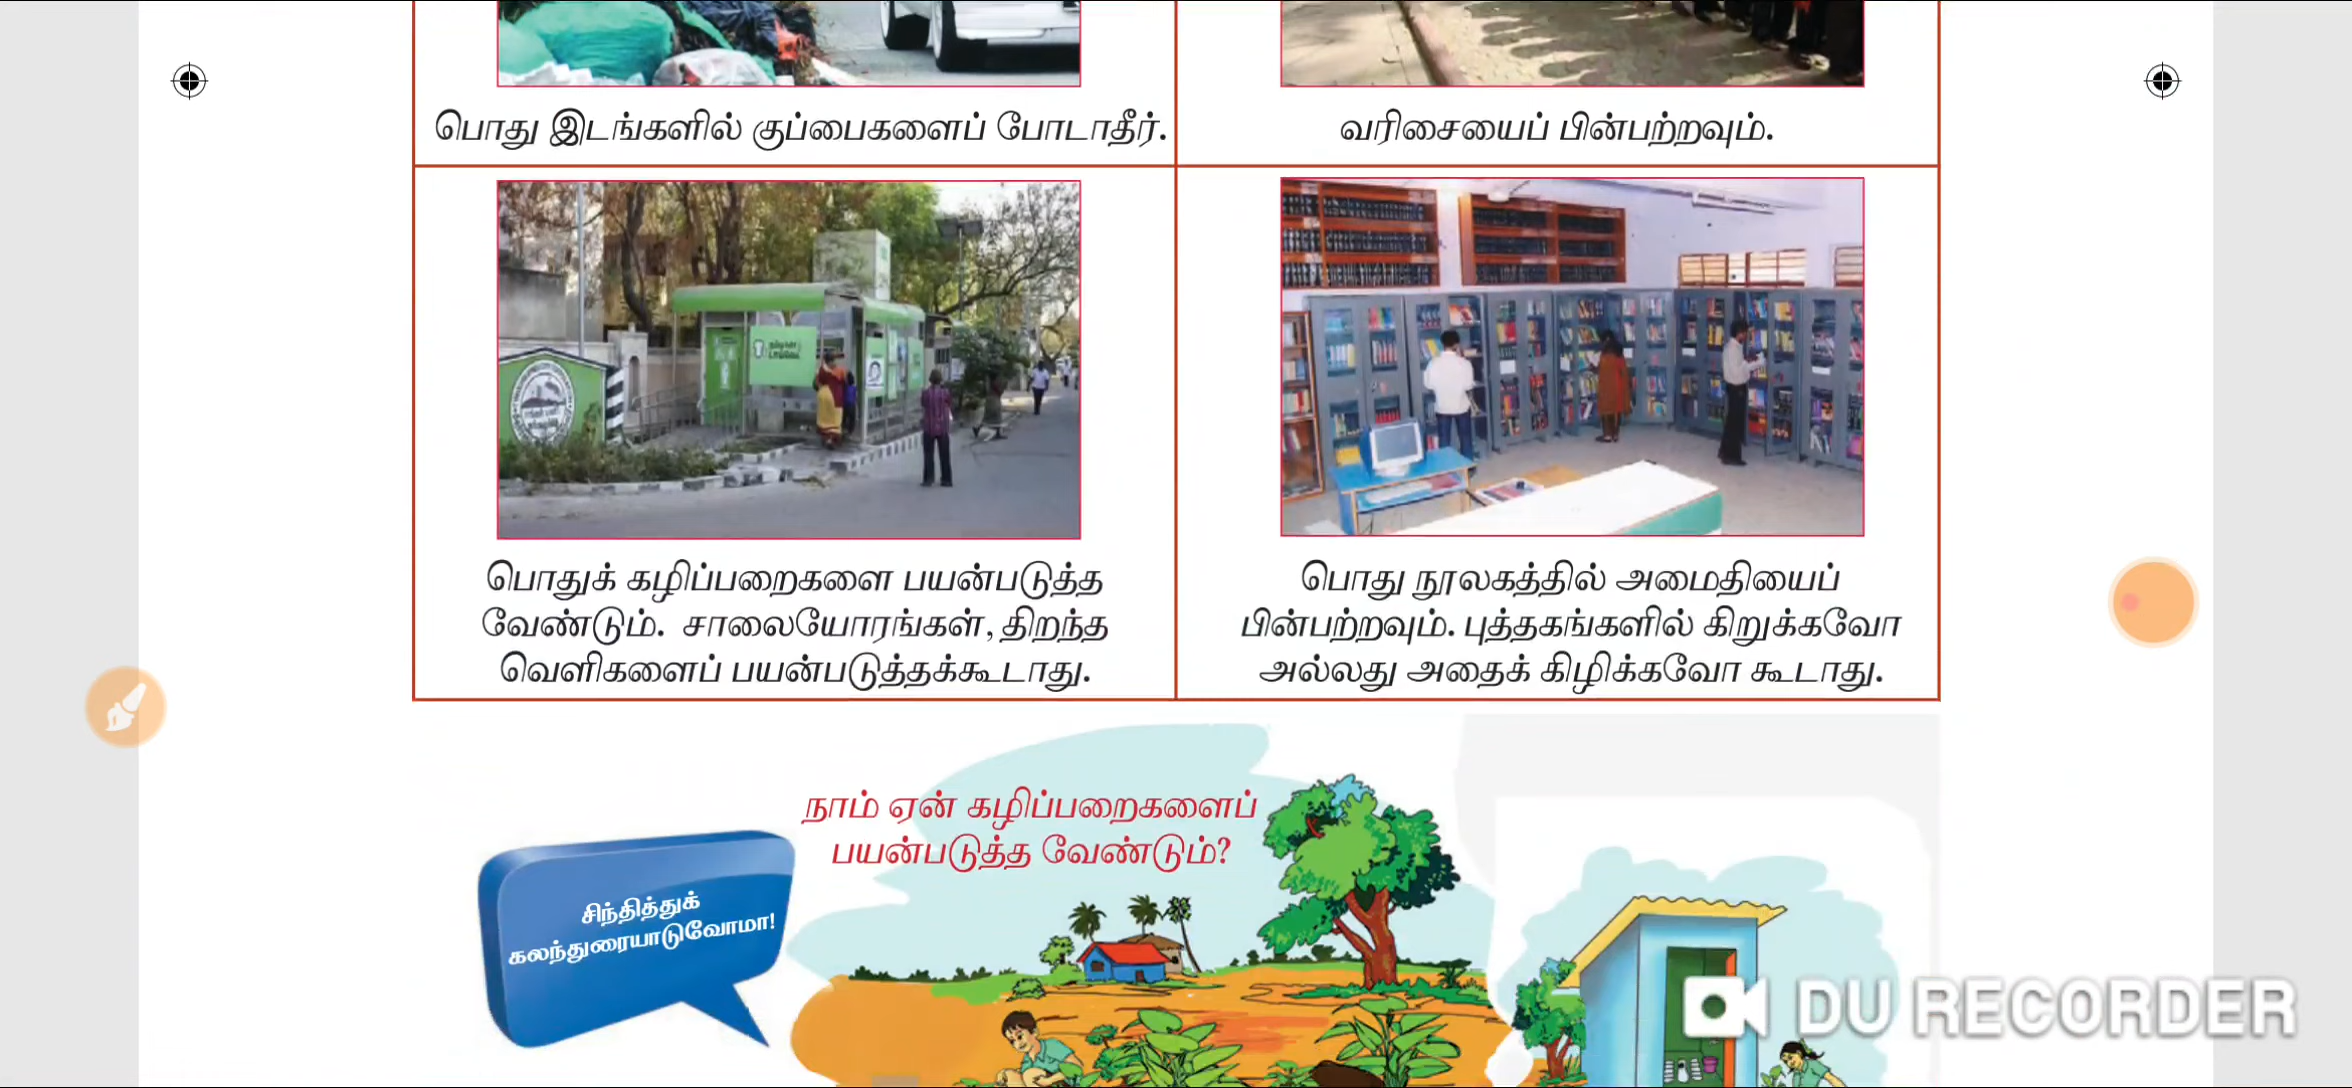 பொது இடங்களில் குப்பைகளைப் போடாதீர்.
வரிசையைப் பின்பற்றவும்.
பொதுக் கழிப்பறைகளை பயன்படுத்த
வேண்டும். சாலையோரங்கள், திறந்த
வெளிகளைப் பயன்படுத்தக்கூடாது.
பொது நூலகத்தில் அமைதியைப்
பின்பற்றவும். புத்தகங்களில் கிறுக்கவோ
அல்லது அதைக் கிழிக்கவோ கூடாது.
நாம் ஏன் கழிப்பறைகளைப்
பயன்படுத்த வேண்டும்?
சிந்தித்துக்
கலந்துரையாடுவோமா!
DU RECORDER